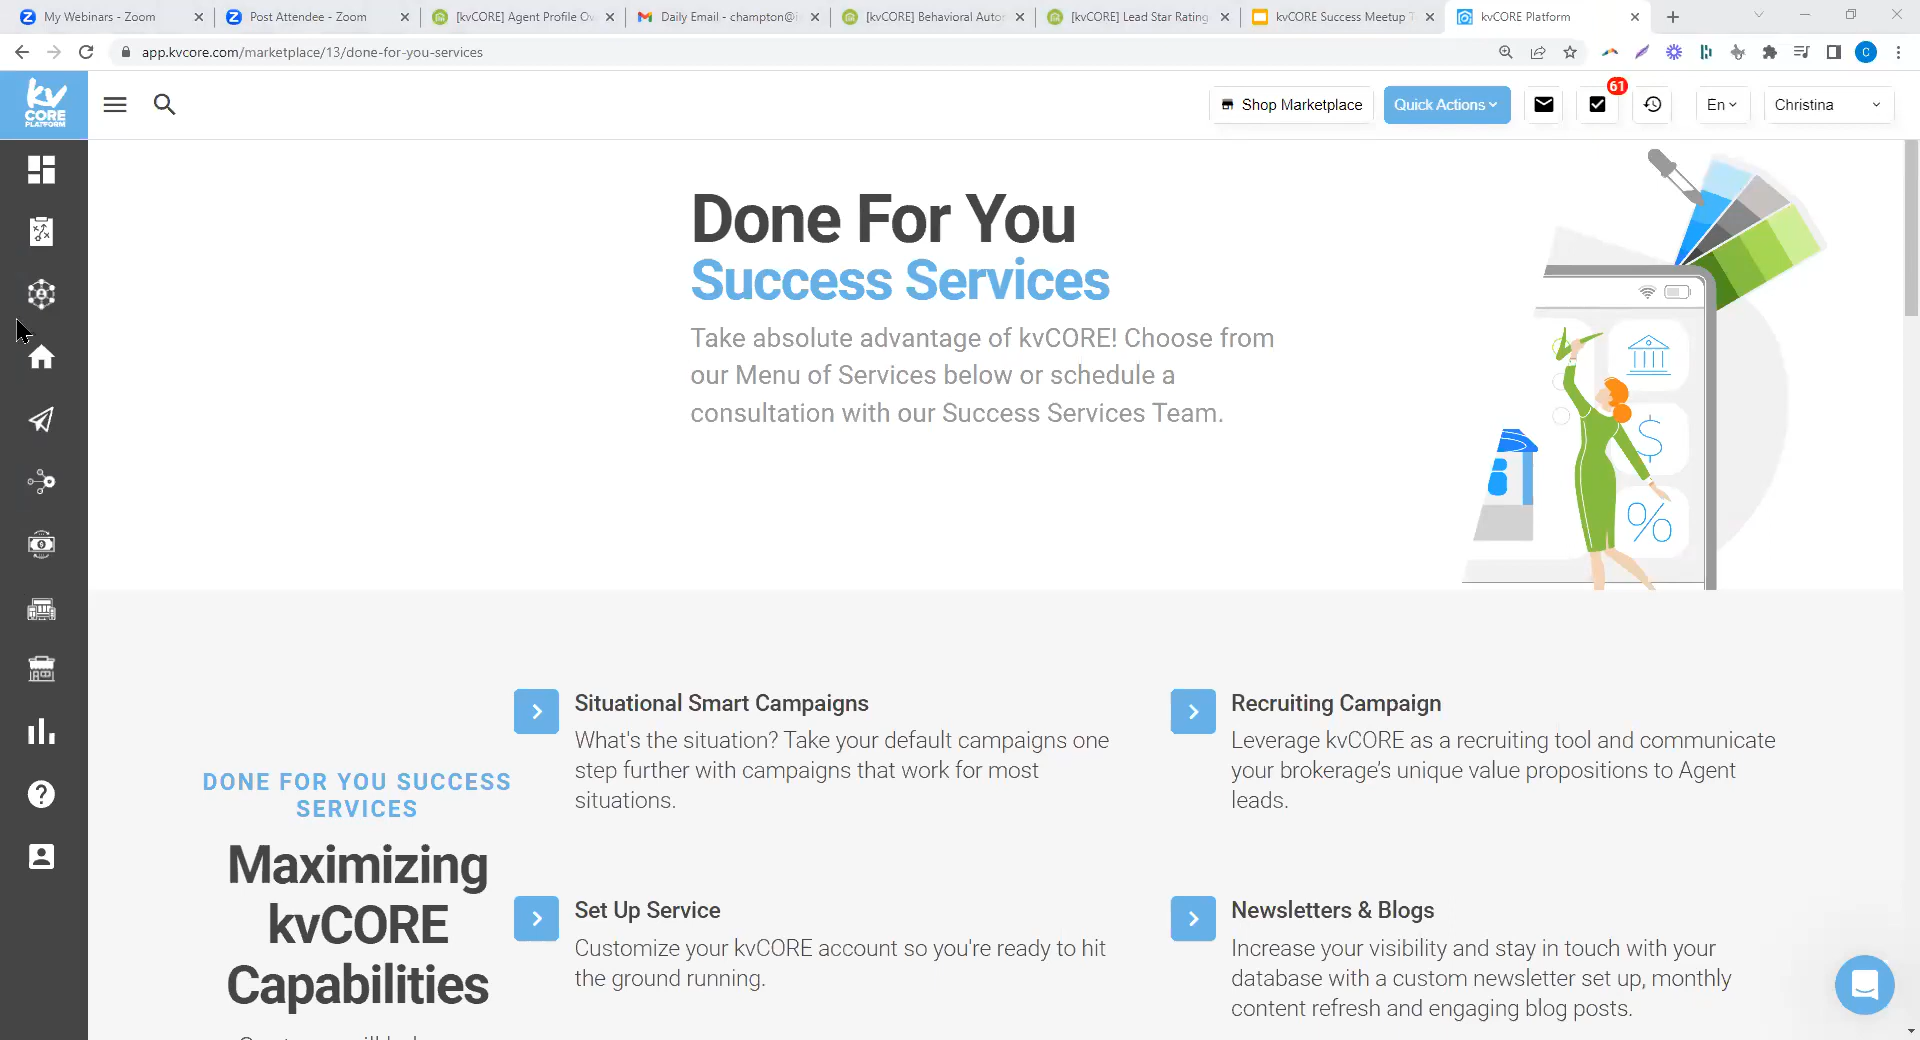 My Webinars - Zoom
Post Attendee - Zoom
[kvCORE] Agent Profile Ov
Daily Email - champton@i
[kvCORE] Behavioral Autor
[kvCORE] Lead Star Rating
kvCORE Success Meetup T
kvCORE Platform
app.kvcore.com/marketplace/13/done-for-you-services
C
kv
CORE
PLATFORM
Shop Marketplace
Quick Actions
61
En
Christina
Done For You
Success Services
Take absolute advantage of kvCORE! Choose from
our Menu of Services below or schedule a
consultation with our Success Services Team.
$
%
DONE FOR YOU SUCCESS
SERVICES
Maximizing
kvCORE
Capabilities
Situational Smart Campaigns
What's the situation? Take your default campaigns one
step further with campaigns that work for most
situations.
Recruiting Campaign
Leverage kvCORE as a recruiting tool and communicate
your brokerage's unique value propositions to Agent
leads.
Set Up Service
Customize your kvCORE account so you're ready to hit
the ground running.
Newsletters & Blogs
Increase your visibility and stay in touch with your
database with a custom newsletter set up, monthly
content refresh and engaging blog posts.